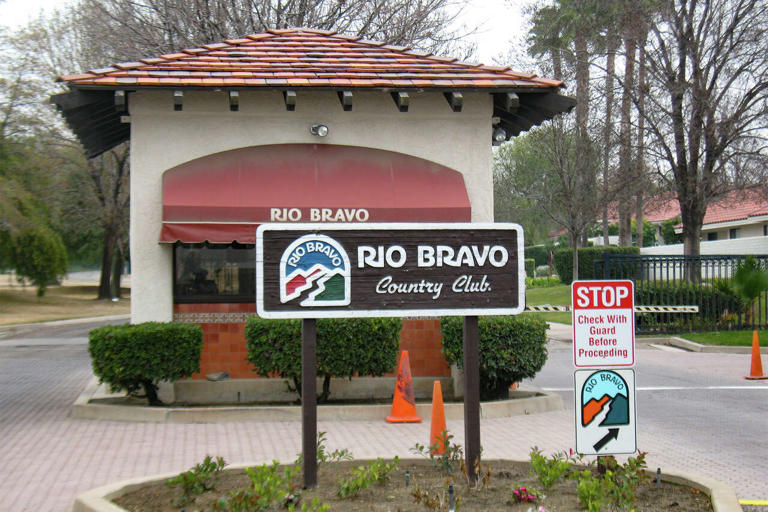 RIO BRAVO
RIO BRAVO
RIO BRAVO
Country Club.
STOP
Check With
Guard
Before
Proceeding
RIO BRAVO